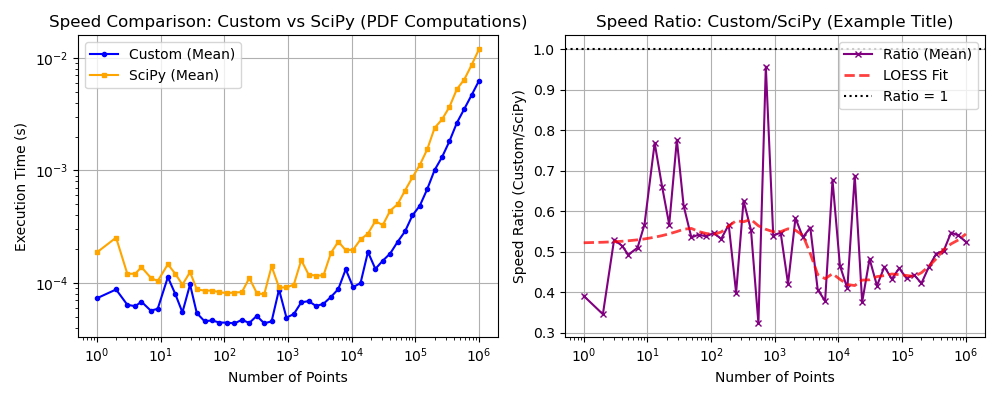 Speed Comparison: Custom vs SciPy (PDF Computations)
Custom (Mean)
SciPy (Mean)
Execution Time (s)
10⁻²
10⁻³
10⁻⁴
10⁰ 10¹ 10² 10³ 10⁴ 10⁵ 10⁶
Number of Points
Speed Ratio: Custom/SciPy (Example Title)
Ratio (Mean)
LOESS Fit
Ratio = 1
Speed Ratio (Custom/SciPy)
1.0
0.9
0.8
0.7
0.6
0.5
0.4
0.3
10⁰ 10¹ 10² 10³ 10⁴ 10⁵ 10⁶
Number of Points